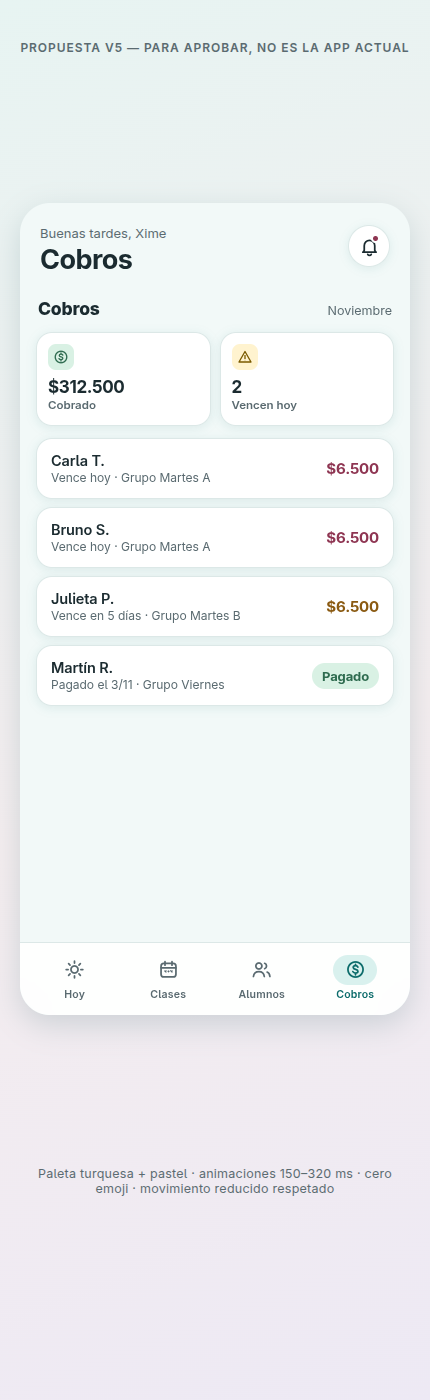 PROPUESTA V5 — PARA APROBAR, NO ES LA APP ACTUAL
Buenas tardes, Xime
Cobros
Cobros
Noviembre
$312.500
Cobrado
2
Vencen hoy
Carla T.
Vence hoy · Grupo Martes A
$6.500
Bruno S.
Vence hoy · Grupo Martes A
$6.500
Julieta P.
Vence en 5 días · Grupo Martes B
$6.500
Martín R.
Pagado el 3/11 · Grupo Viernes
Pagado
Hoy
Clases
Alumnos
Cobros
Paleta turquesa + pastel · animaciones 150–320 ms · cero
emoji · movimiento reducido respetado